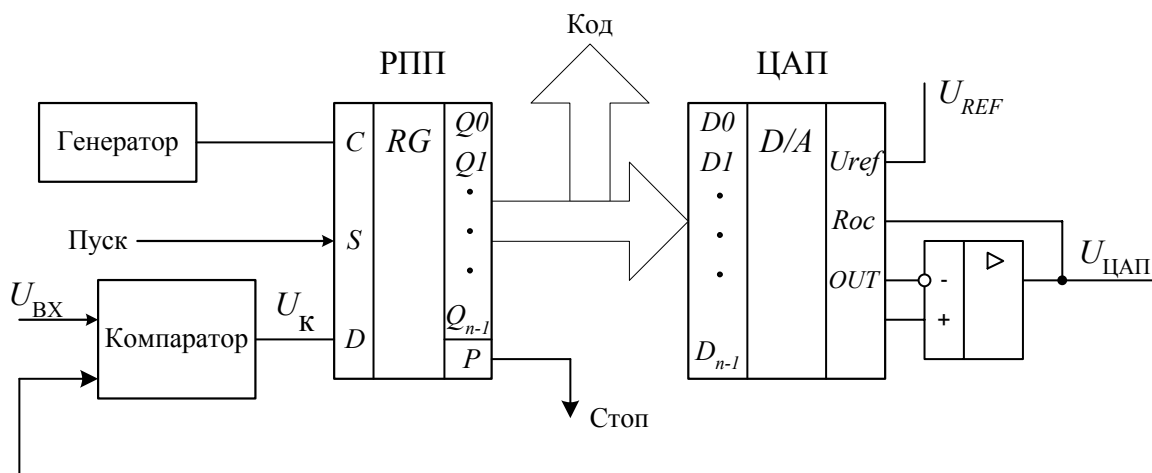 Код
РПП
ЦАП
Генератор
C
RG
Q0
Q1
D0
D1
D/A
Uref
U_REF
Пуск
S
Roc
U_ВХ
Компаратор
U_К
D
Q_n-1
P
Стоп
D_n-1
OUT
-
+
U_ЦАП